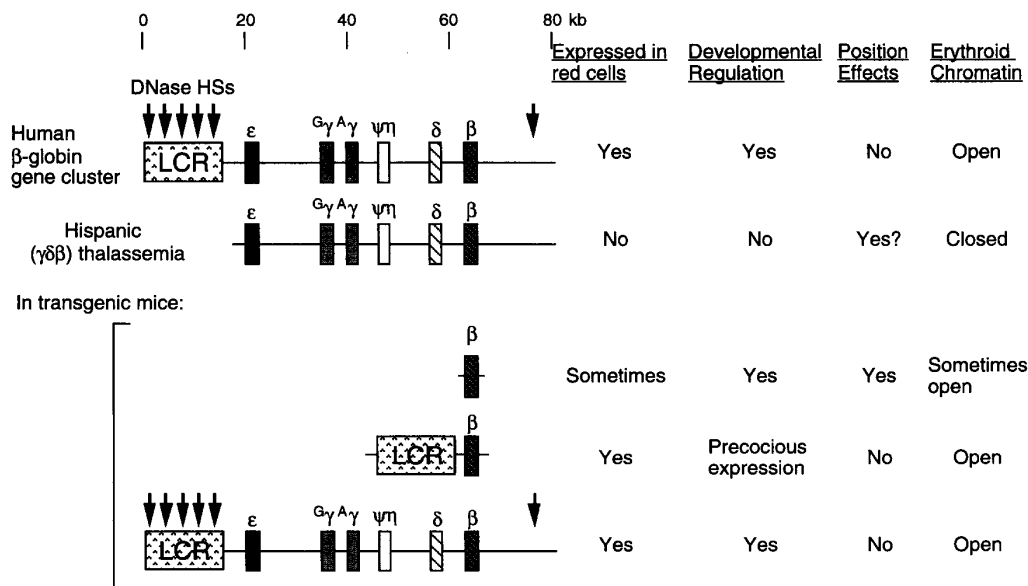 0 20 40 60 80 kb
Expressed in red cells
Developmental Regulation
Position Effects
Erythroid Chromatin
DNase HSs
Human β-globin gene cluster
LCR ε Gγ Aγ ψη δ β
Yes Yes No Open
Hispanic (γδβ) thalassemia
ε Gγ Aγ ψη δ β
No No Yes? Closed
In transgenic mice:
β
Sometimes Yes Yes Sometimes open
β
LCR
Yes Precocious expression No Open
LCR ε Gγ Aγ ψη δ β
Yes Yes No Open